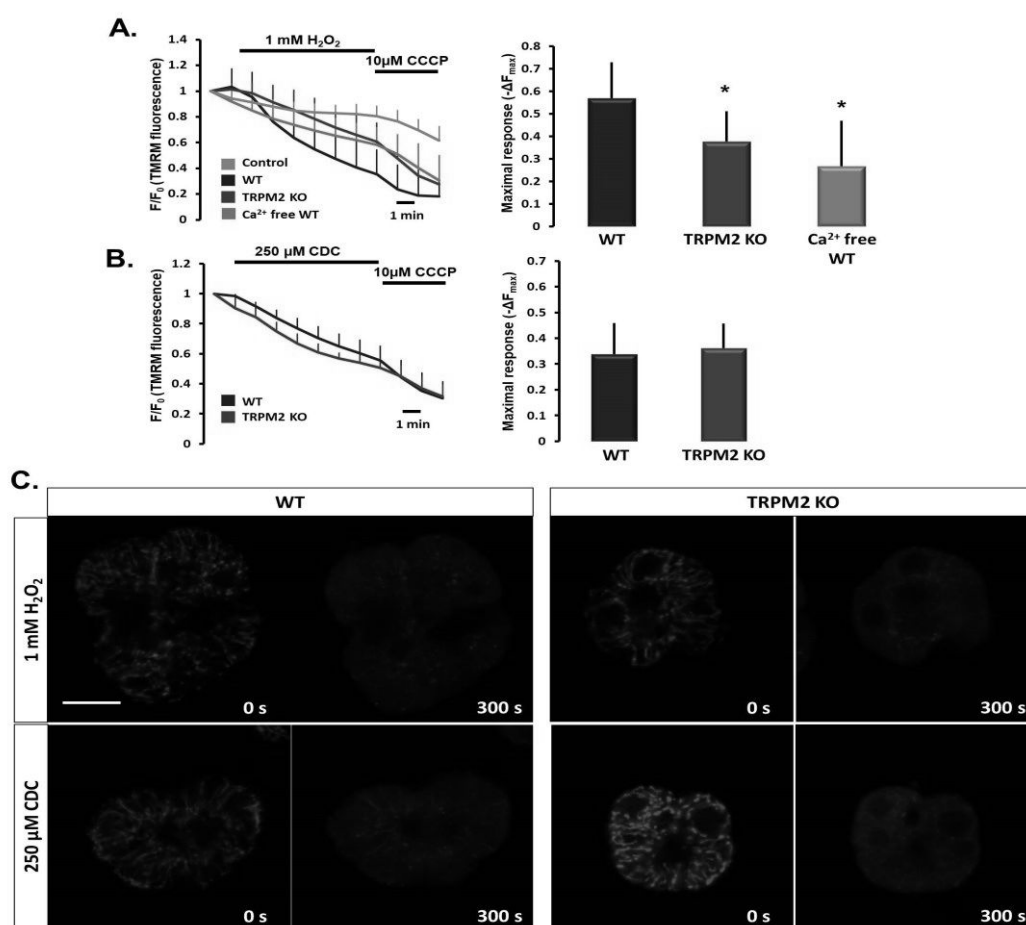 A.
F/F₀ (TMRM fluorescence)
1.4
1.2
1
0.8
0.6
0.4
0.2
0
1 mM H₂O₂
10µM CCCP
Control
WT
TRPM2 KO
Ca²⁺ free WT
1 min
Maximal response (-ΔFmax)
0.8
0.7
0.6
0.5
0.4
0.3
0.2
0.1
0
*
*
WT
TRPM2 KO
Ca²⁺ free
WT
B.
F/F₀ (TMRM fluorescence)
1.2
1
0.8
0.6
0.4
0.2
0
250 µM CDC
10µM CCCP
WT
TRPM2 KO
1 min
Maximal response (-ΔFmax)
0.7
0.6
0.5
0.4
0.3
0.2
0.1
0
WT
TRPM2 KO
C.
WT
TRPM2 KO
1 mM H₂O₂
0 s
300 s
0 s
300 s
250 µM CDC
0 s
300 s
0 s
300 s